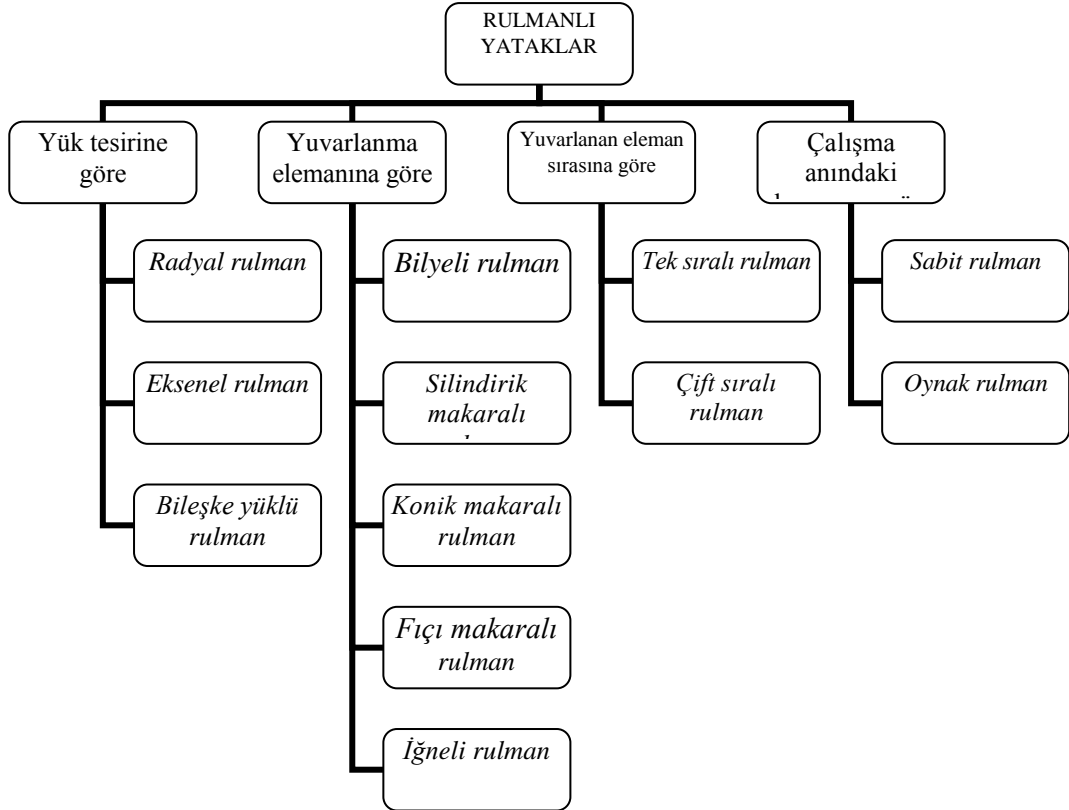 RULMANLI
YATAKLAR
Yük tesirine
göre
Yuvarlanma
elemanına göre
Yuvarlanan eleman
sırasına göre
Çalışma
anındaki
Radyal rulman
Eksenel rulman
Bileşke yüklü
rulman
Bilyeli rulman
Silindirik
makaralı
Konik makaralı
rulman
Fıçı makaralı
rulman
İğneli rulman
Tek sıralı rulman
Çift sıralı
rulman
Sabit rulman
Oynak rulman